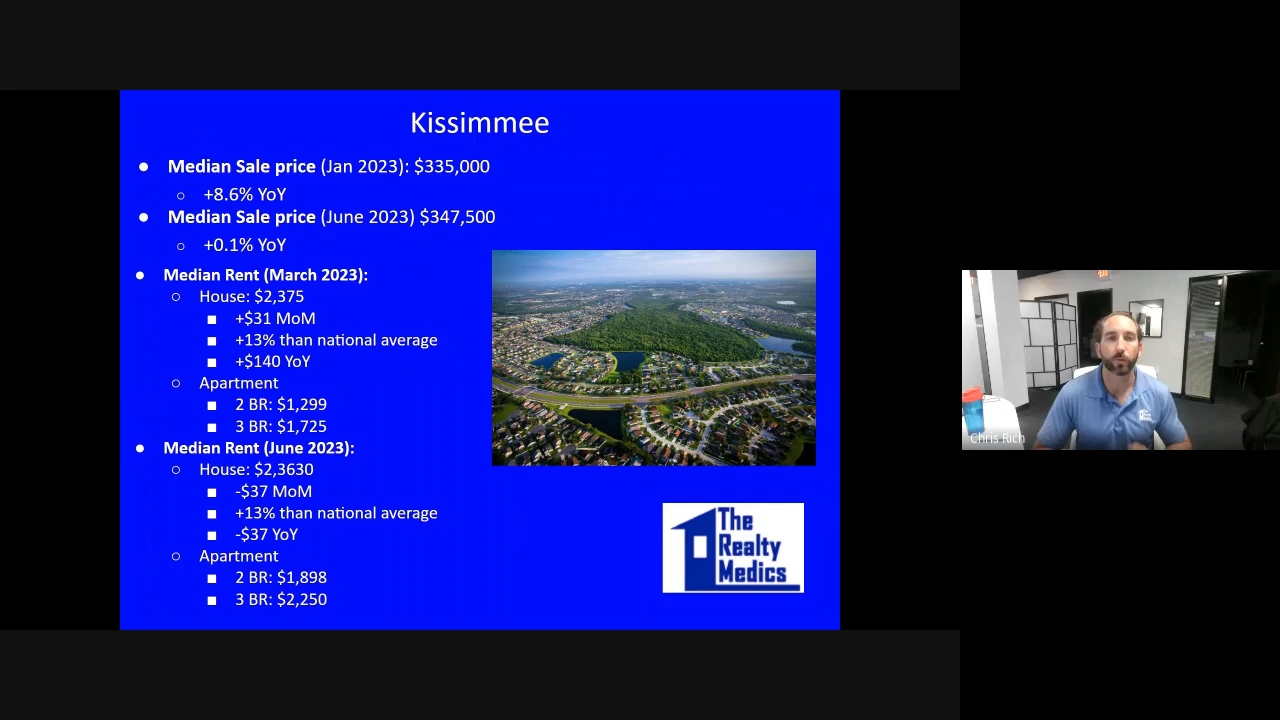 Kissimmee
● Median Sale price (Jan 2023): $335,000
○ +8.6% YoY
● Median Sale price (June 2023) $347,500
○ +0.1% YoY
● Median Rent (March 2023):
○ House: $2,375
■ +$31 MoM
■ +13% than national average
■ +$140 YoY
○ Apartment
■ 2 BR: $1,299
■ 3 BR: $1,725
● Median Rent (June 2023):
○ House: $2,3630
■ -$37 MoM
■ +13% than national average
■ -$37 YoY
○ Apartment
■ 2 BR: $1,898
■ 3 BR: $2,250
The
Realty
Medics
Chris Rich